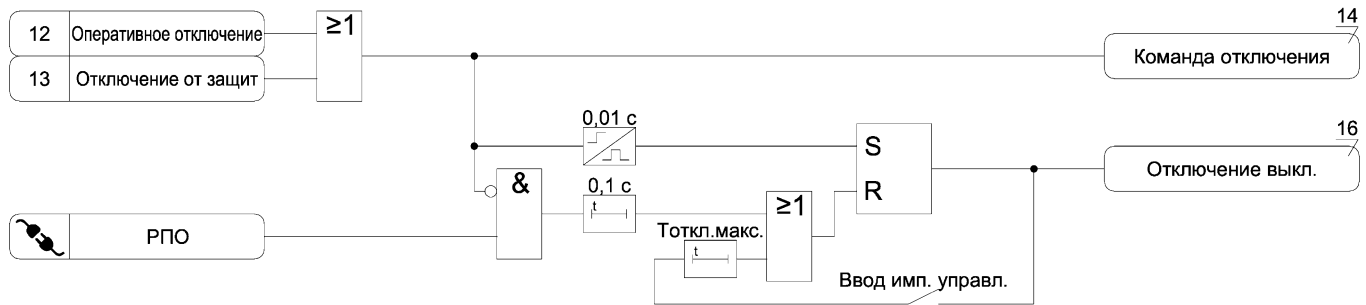 12 Оперативное отключение
13 Отключение от защит
≥1
14
Команда отключения
0,01 с
S
R
16
Отключение выкл.
&
0,1 с
t
≥1
РПО
Тоткл.макс.
t
Ввод имп. управл.